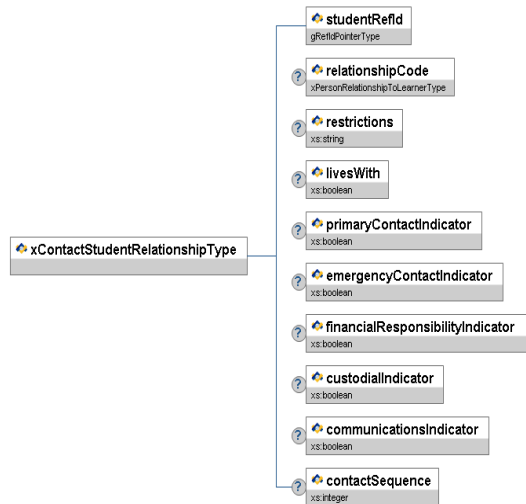 studentRefId
gRefIdPointerType
?
relationshipCode
xPersonRelationshipToLearnerType
?
restrictions
xs:string
?
livesWith
xs:boolean
xContactStudentRelationshipType
?
primaryContactIndicator
xs:boolean
?
emergencyContactIndicator
xs:boolean
?
financialResponsibilityIndicator
xs:boolean
?
custodialIndicator
xs:boolean
?
communicationsIndicator
xs:boolean
?
contactSequence
xs:integer